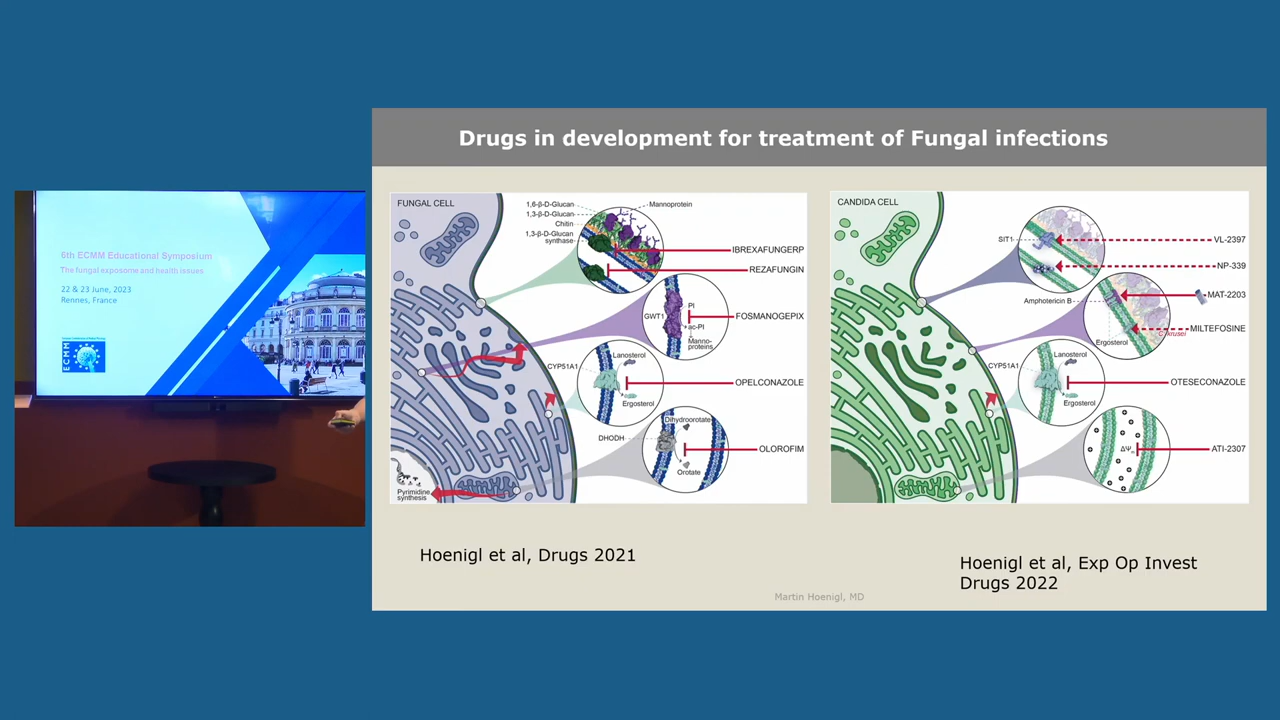 6th ECMM Educational Symposium
The fungal exposome and health issues
22 & 23 June, 2023
Rennes, France
ECMM
Drugs in development for treatment of Fungal infections
FUNGAL CELL
1,6-β-D-Glucan
1,3-β-D-Glucan
Chitin
1,3-β-D-Glucan
synthase
Mannoprotein
IBREXAFUNGERP
REZAFUNGIN
GWT1
PI
ac-PI
Manno-
proteins
FOSMANOGEPIX
CYP51A1
Lanosterol
Ergosterol
OPELCONAZOLE
DHODH
Dihydroorotate
Orotate
OLOROFIM
Pyrimidine
synthesis
CANDIDA CELL
SIT1
VL-2397
NP-339
Amphotericin B
MAT-2203
MILTEFOSINE
C. krusei
Ergosterol
CYP51A1
Lanosterol
Ergosterol
OTESECONAZOLE
ΔΨm
ATI-2307
Hoenigl et al, Drugs 2021
Hoenigl et al, Exp Op Invest
Drugs 2022
Martin Hoenigl, MD